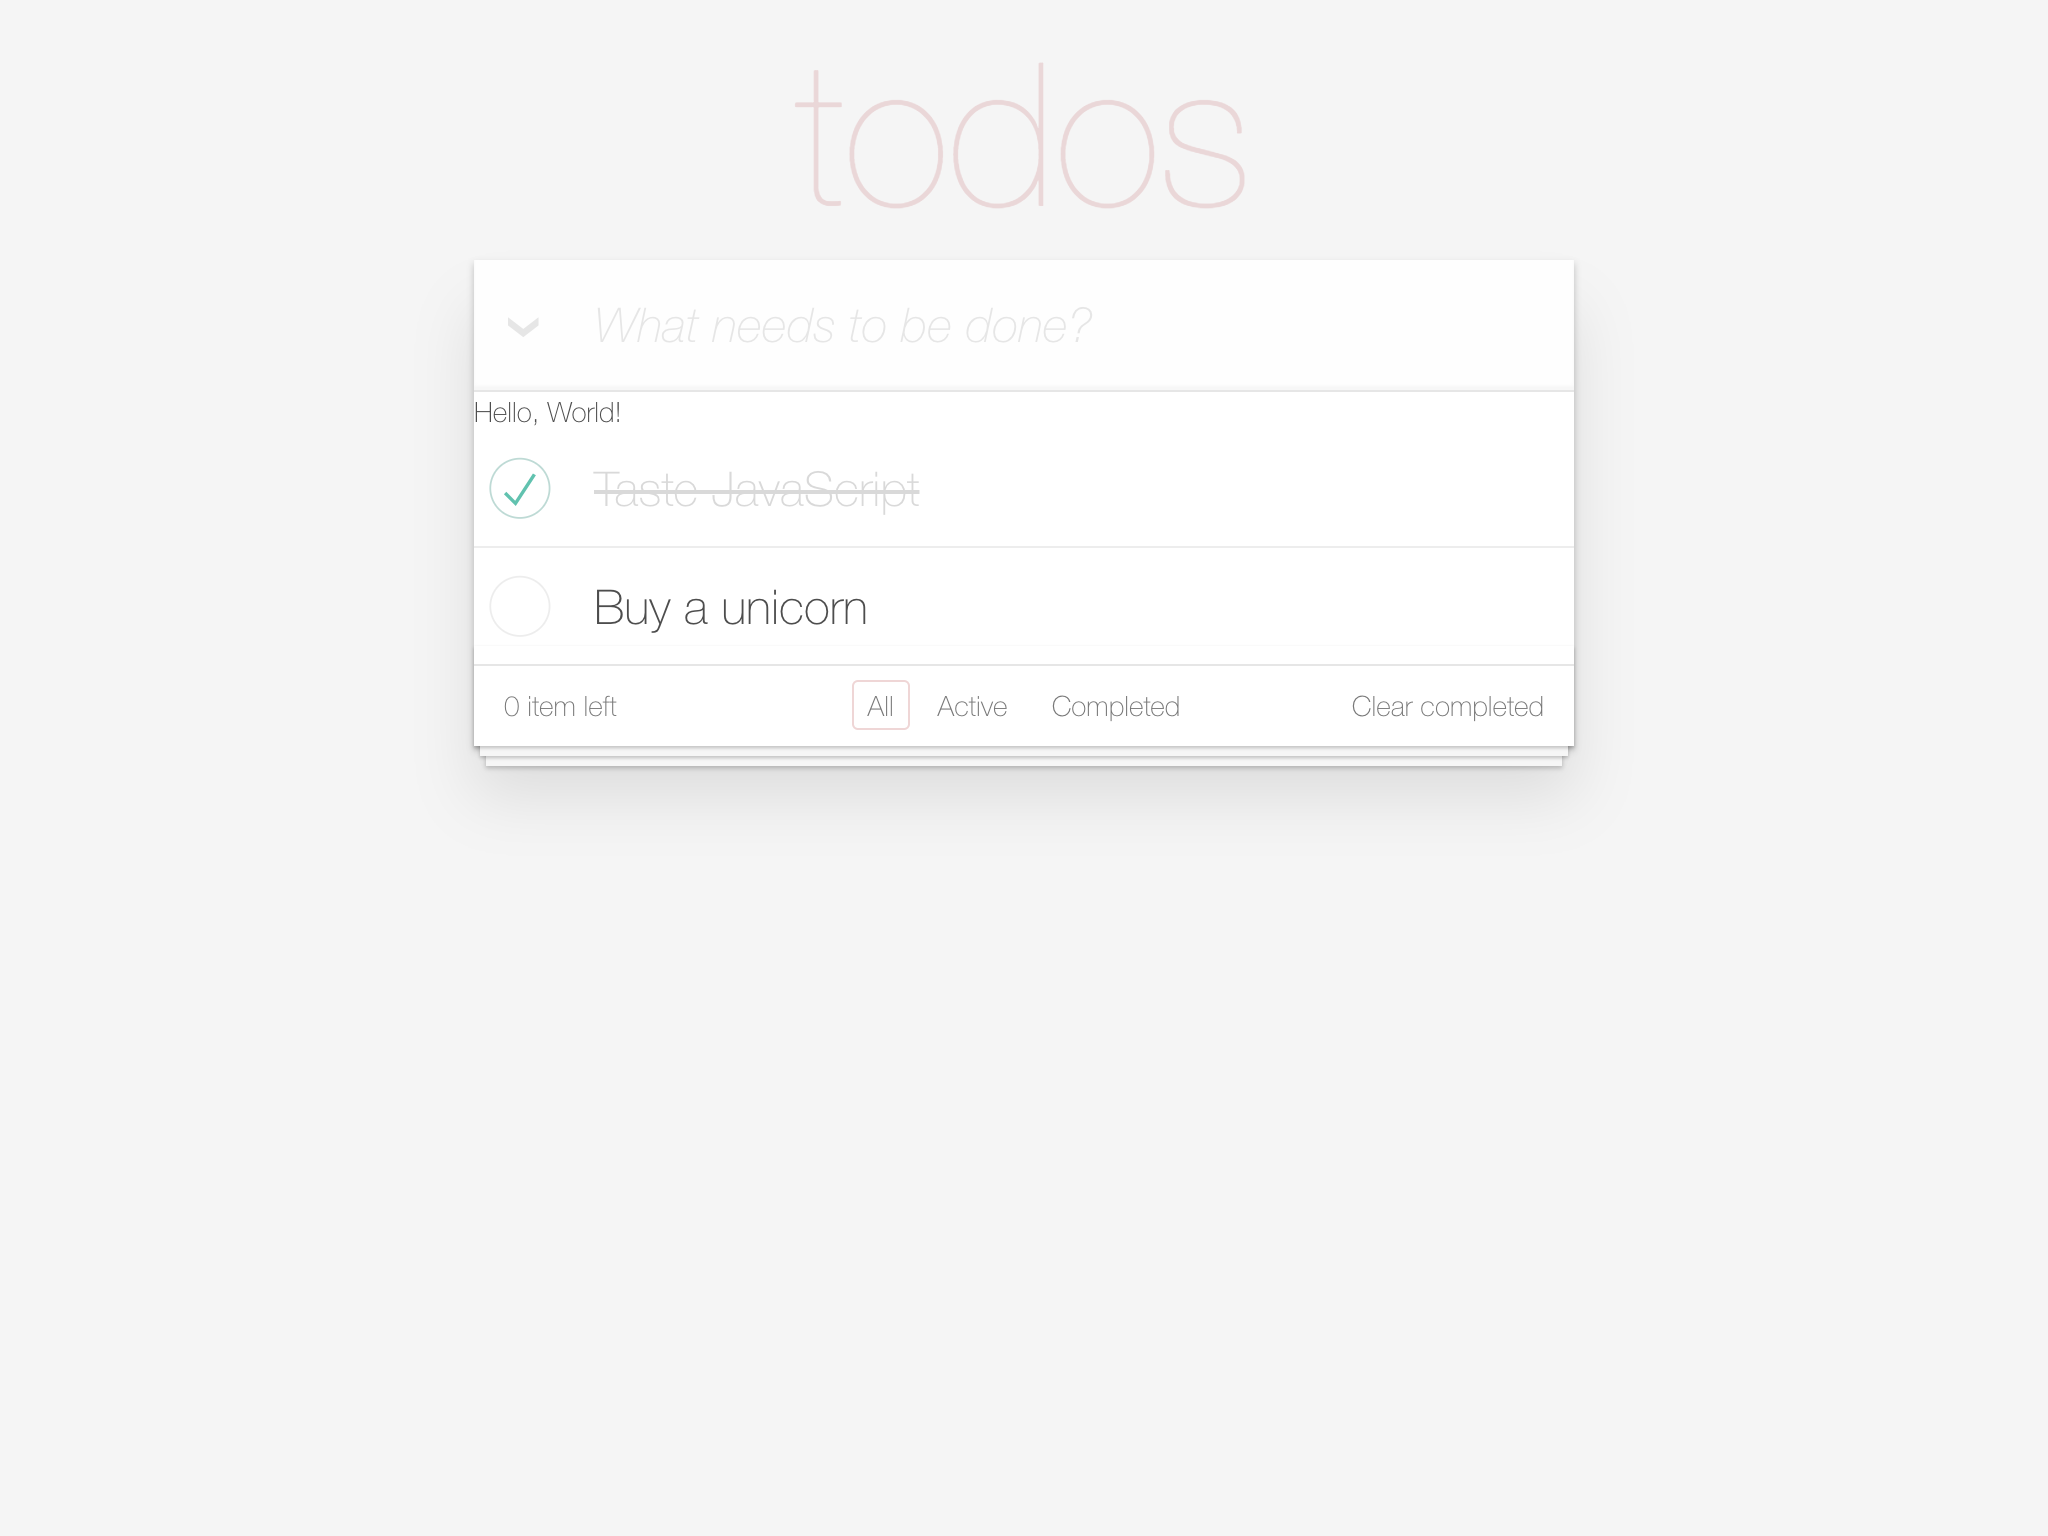 todos
What needs to be done?
Hello, World!
Taste JavaScript
Buy a unicorn
0 item left All Active Completed Clear completed